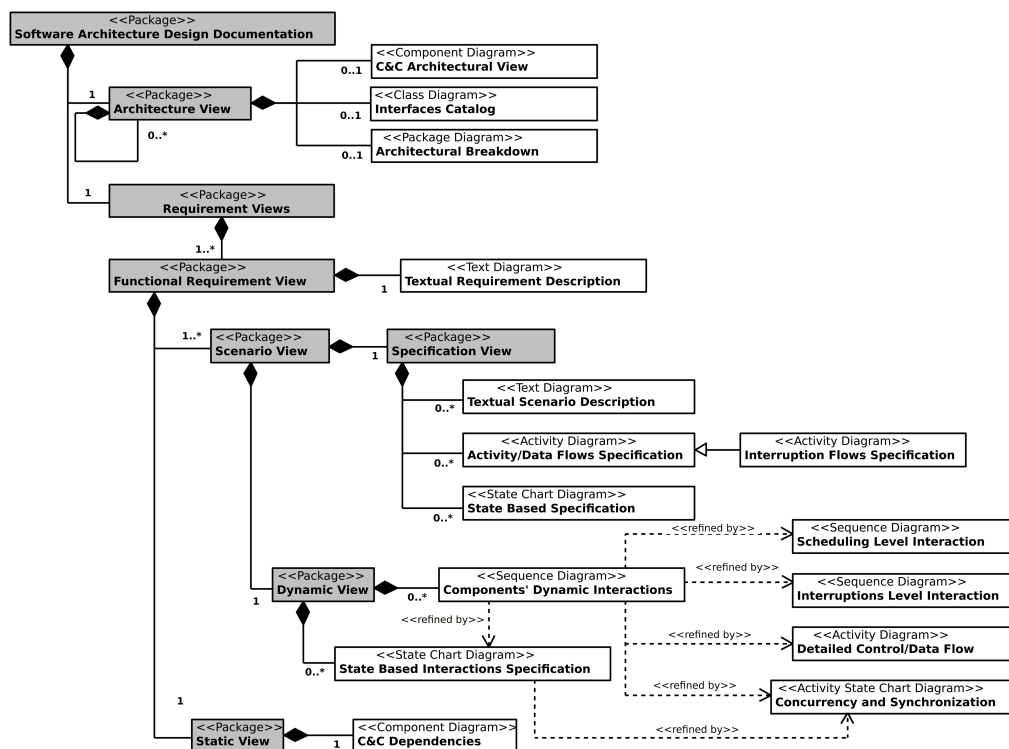 <<Package>>
Software Architecture Design Documentation
<<Component Diagram>>
C&C Architectural View
0..1
<<Package>>
Architecture View
1
0..*
<<Class Diagram>>
Interfaces Catalog
0..1
<<Package Diagram>>
Architectural Breakdown
0..1
<<Package>>
Requirement Views
1
1..*
<<Package>>
Functional Requirement View
<<Text Diagram>>
Textual Requirement Description
1
1..*
<<Package>>
Scenario View
1
<<Package>>
Specification View
<<Text Diagram>>
Textual Scenario Description
0..*
<<Activity Diagram>>
Activity/Data Flows Specification
0..*
<<Activity Diagram>>
Interruption Flows Specification
<<State Chart Diagram>>
State Based Specification
0..*
<<refined by>>
<<Sequence Diagram>>
Scheduling Level Interaction
<<Package>>
Dynamic View
1
0..*
<<Sequence Diagram>>
Components' Dynamic Interactions
<<refined by>>
<<Sequence Diagram>>
Interruptions Level Interaction
<<refined by>>
<<refined by>>
<<Activity Diagram>>
Detailed Control/Data Flow
<<State Chart Diagram>>
State Based Interactions Specification
0..*
<<refined by>>
<<Activity State Chart Diagram>>
Concurrency and Synchronization
1
<<refined by>>
<<Package>>
Static View
1
<<Component Diagram>>
C&C Dependencies